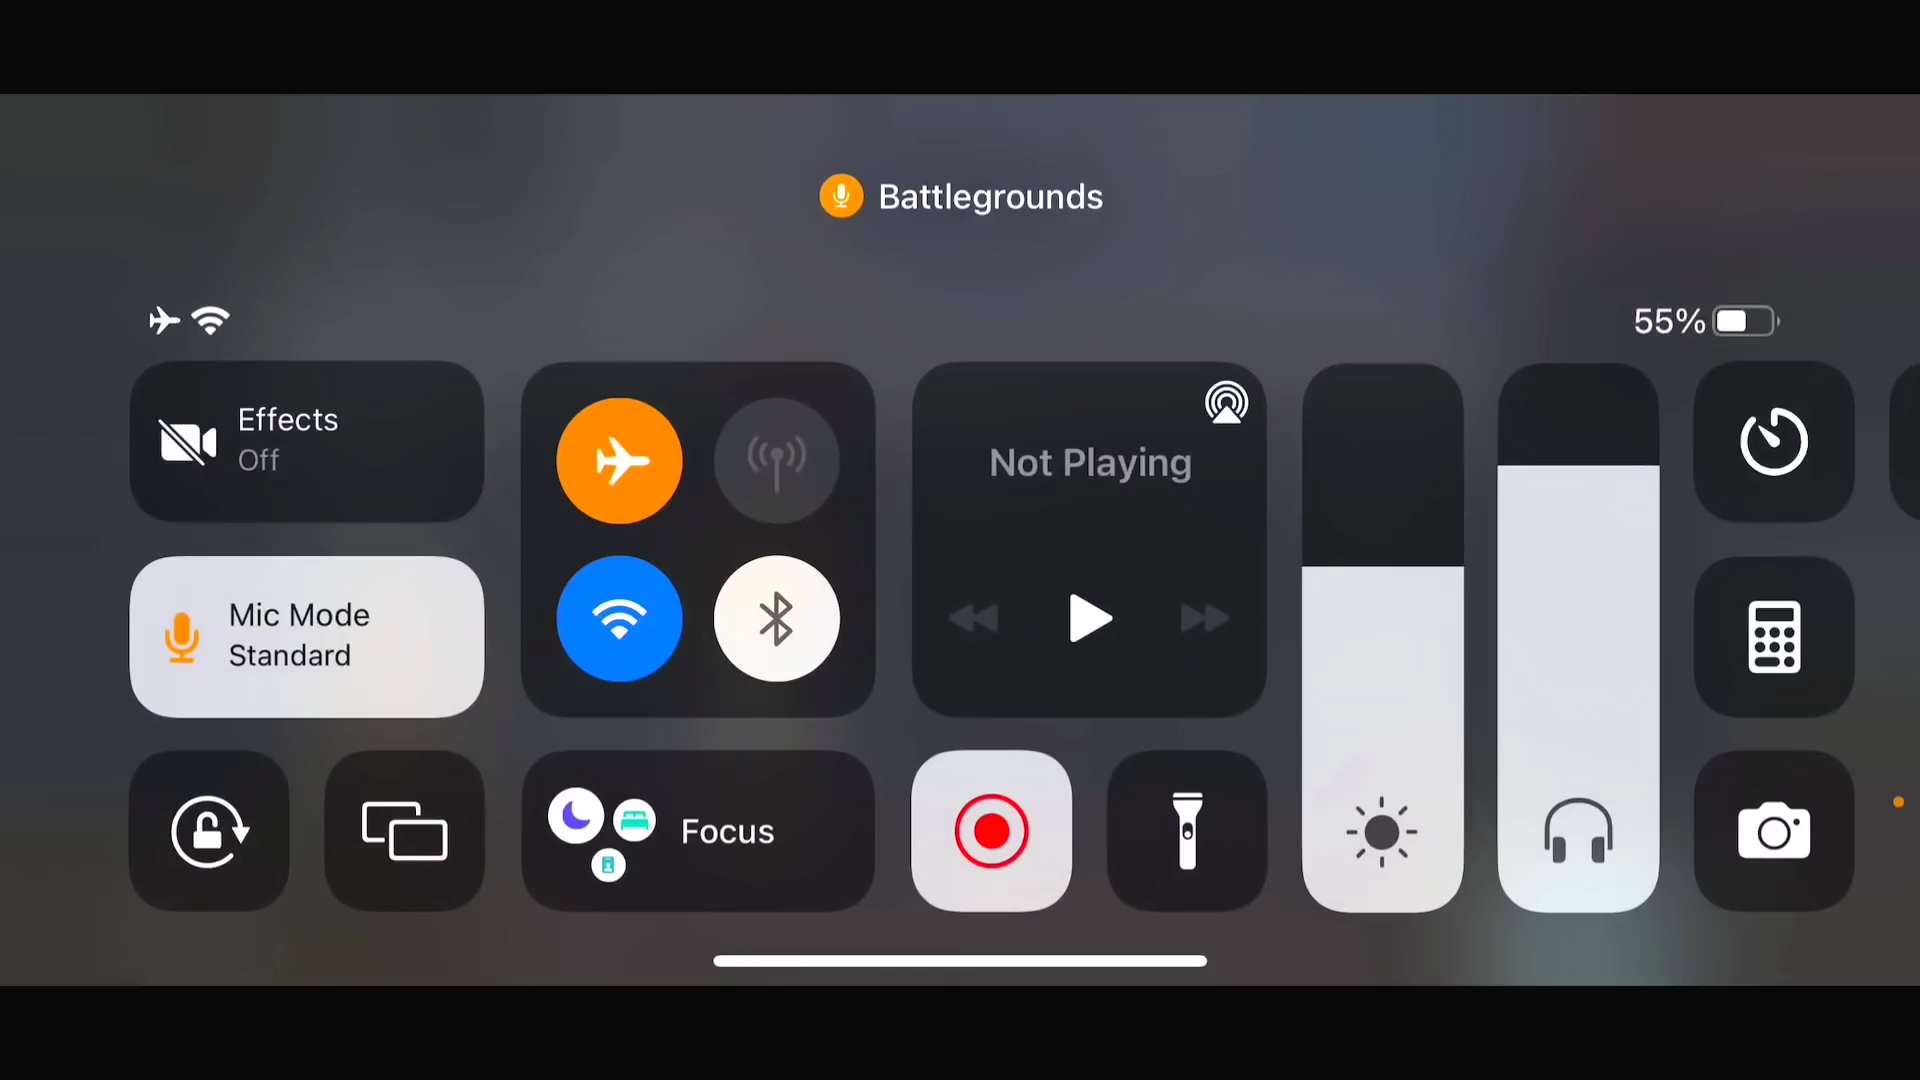 Battlegrounds
55%
Effects
Off
Mic Mode
Standard
Not Playing
Focus